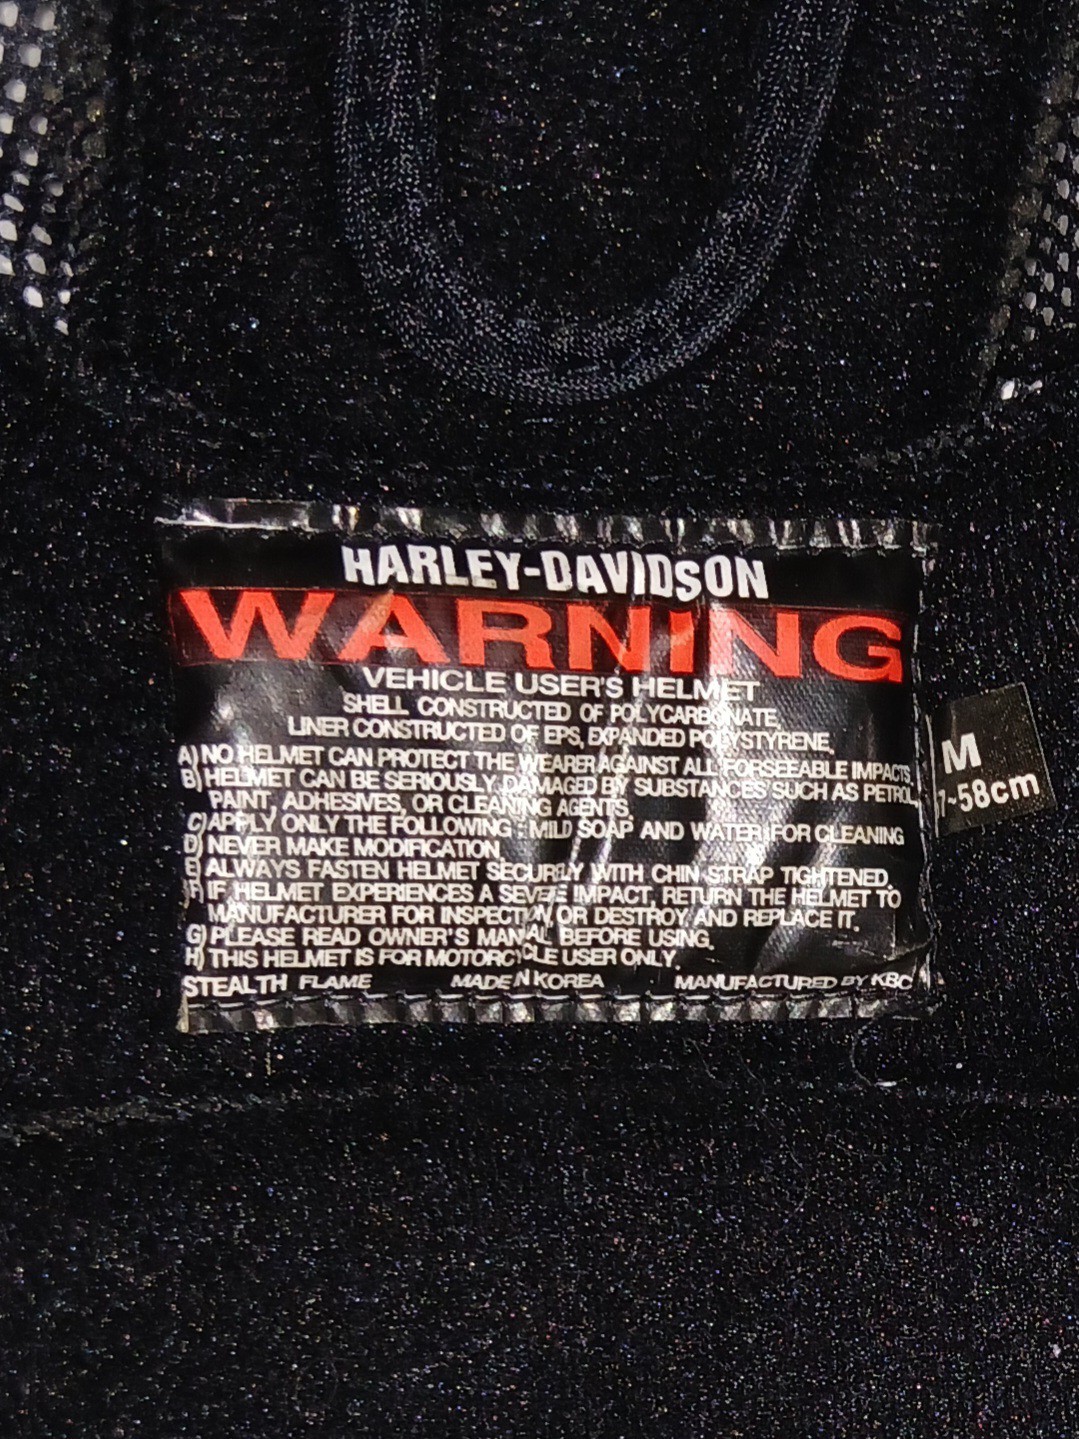 HARLEY-DAVIDSON
WARNING
VEHICLE USER'S HELMET
SHELL CONSTRUCTED OF POLYCARBONATE,
LINER CONSTRUCTED OF EPS, EXPANDED POLYSTYRENE,
A) NO HELMET CAN PROTECT THE WEARER AGAINST ALL FORSEEABLE IMPACTS.
B) HELMET CAN BE SERIOUSLY DAMAGED BY SUBSTANCES SUCH AS PETROL,
PAINT, ADHESIVES, OR CLEANING AGENTS.
C) APPLY ONLY THE FOLLOWING : MILD SOAP AND WATER FOR CLEANING
D) NEVER MAKE MODIFICATION
E) ALWAYS FASTEN HELMET SECURELY WITH CHIN STRAP TIGHTENED.
F) IF HELMET EXPERIENCES A SEVERE IMPACT, RETURN THE HELMET TO
MANUFACTURER FOR INSPECTION, OR DESTROY AND REPLACE IT.
G) PLEASE READ OWNER'S MANUAL BEFORE USING.
H) THIS HELMET IS FOR MOTORCYCLE USER ONLY.
STEALTH FLAME MADE IN KOREA MANUFACTURED BY KBC
M
7~58cm